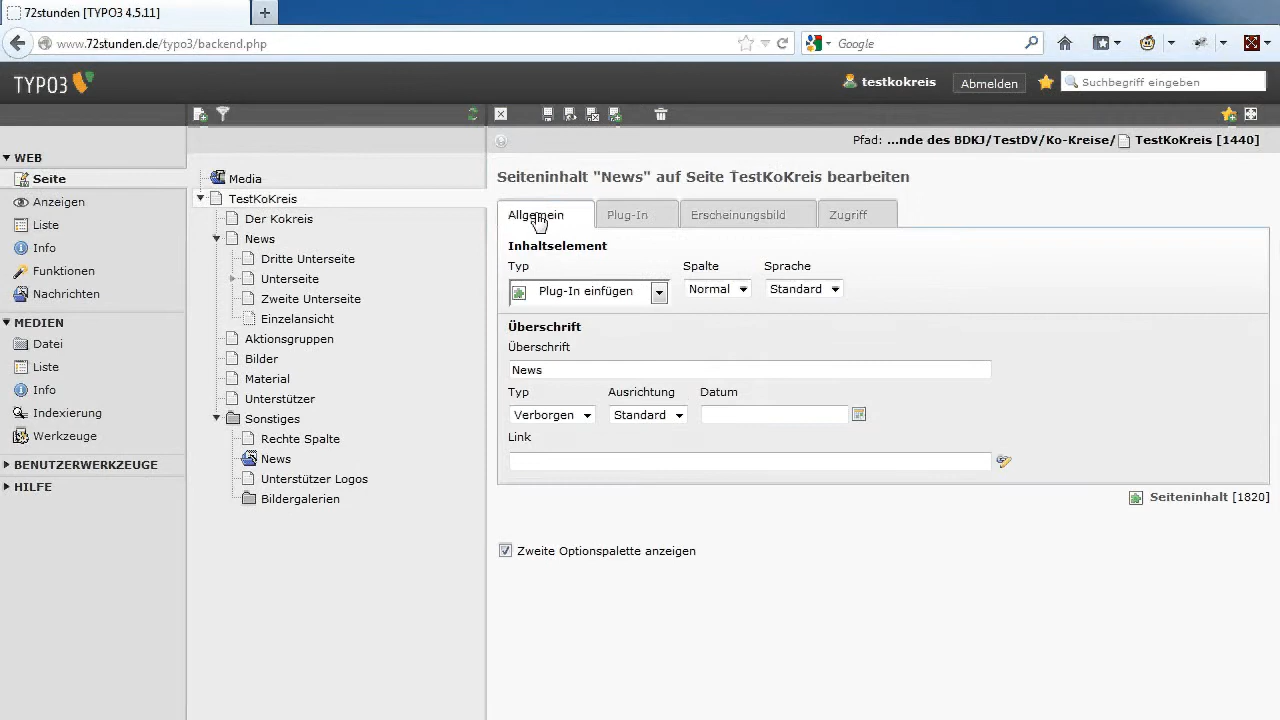 72stunden [TYPO3 4.5.11]
www.72stunden.de/typo3/backend.php
Google
TYPO3
testkokreis
Abmelden
Suchbegriff eingeben
Pfad: ...nde des BDKJ/TestDV/Ko-Kreise/ TestKoKreis [1440]
WEB
Seite
Anzeigen
Liste
Info
Funktionen
Nachrichten
MEDIEN
Datei
Liste
Info
Indexierung
Werkzeuge
BENUTZERWERKZEUGE
HILFE
Media
TestKoKreis
Der Kokreis
News
Dritte Unterseite
Unterseite
Zweite Unterseite
Einzelansicht
Aktionsgruppen
Bilder
Material
Unterstützer
Sonstiges
Rechte Spalte
News
Unterstützer Logos
Bildergalerien
Seiteninhalt "News" auf Seite TestKoKreis bearbeiten
Allgemein Plug-In Erscheinungsbild Zugriff
Inhaltselement
Typ Spalte Sprache
Plug-In einfügen Normal Standard
Überschrift
Überschrift
News
Typ Ausrichtung Datum
Verborgen Standard
Link
Seiteninhalt [1820]
Zweite Optionspalette anzeigen